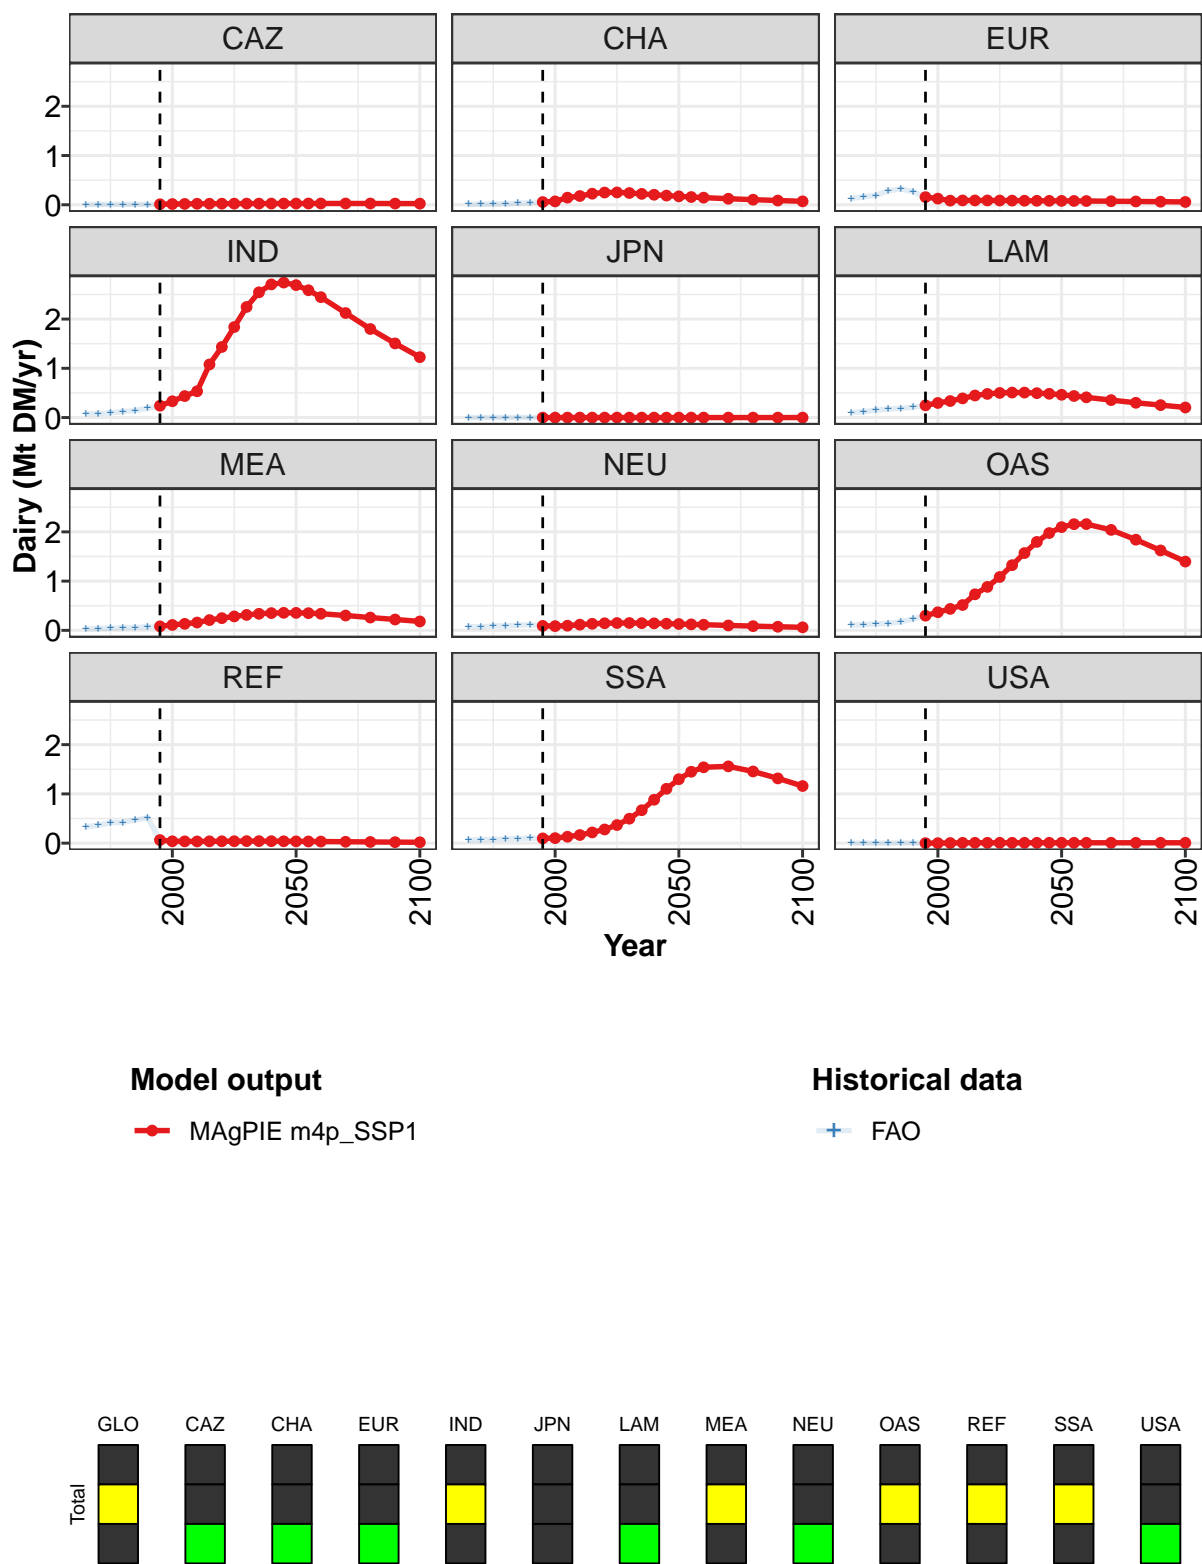 CAZ CHA EUR
2
1
0
IND JPN LAM
2
1
0
MEA NEU OAS
2
1
0
REF SSA USA
2
1
0
Dairy (Mt DM/yr)
2000 2050 2100 2000 2050 2100 2000 2050 2100
Year
Model output Historical data
MAgPIE m4p_SSP1 FAO
GLO CAZ CHA EUR IND JPN LAM MEA NEU OAS REF SSA USA
Total